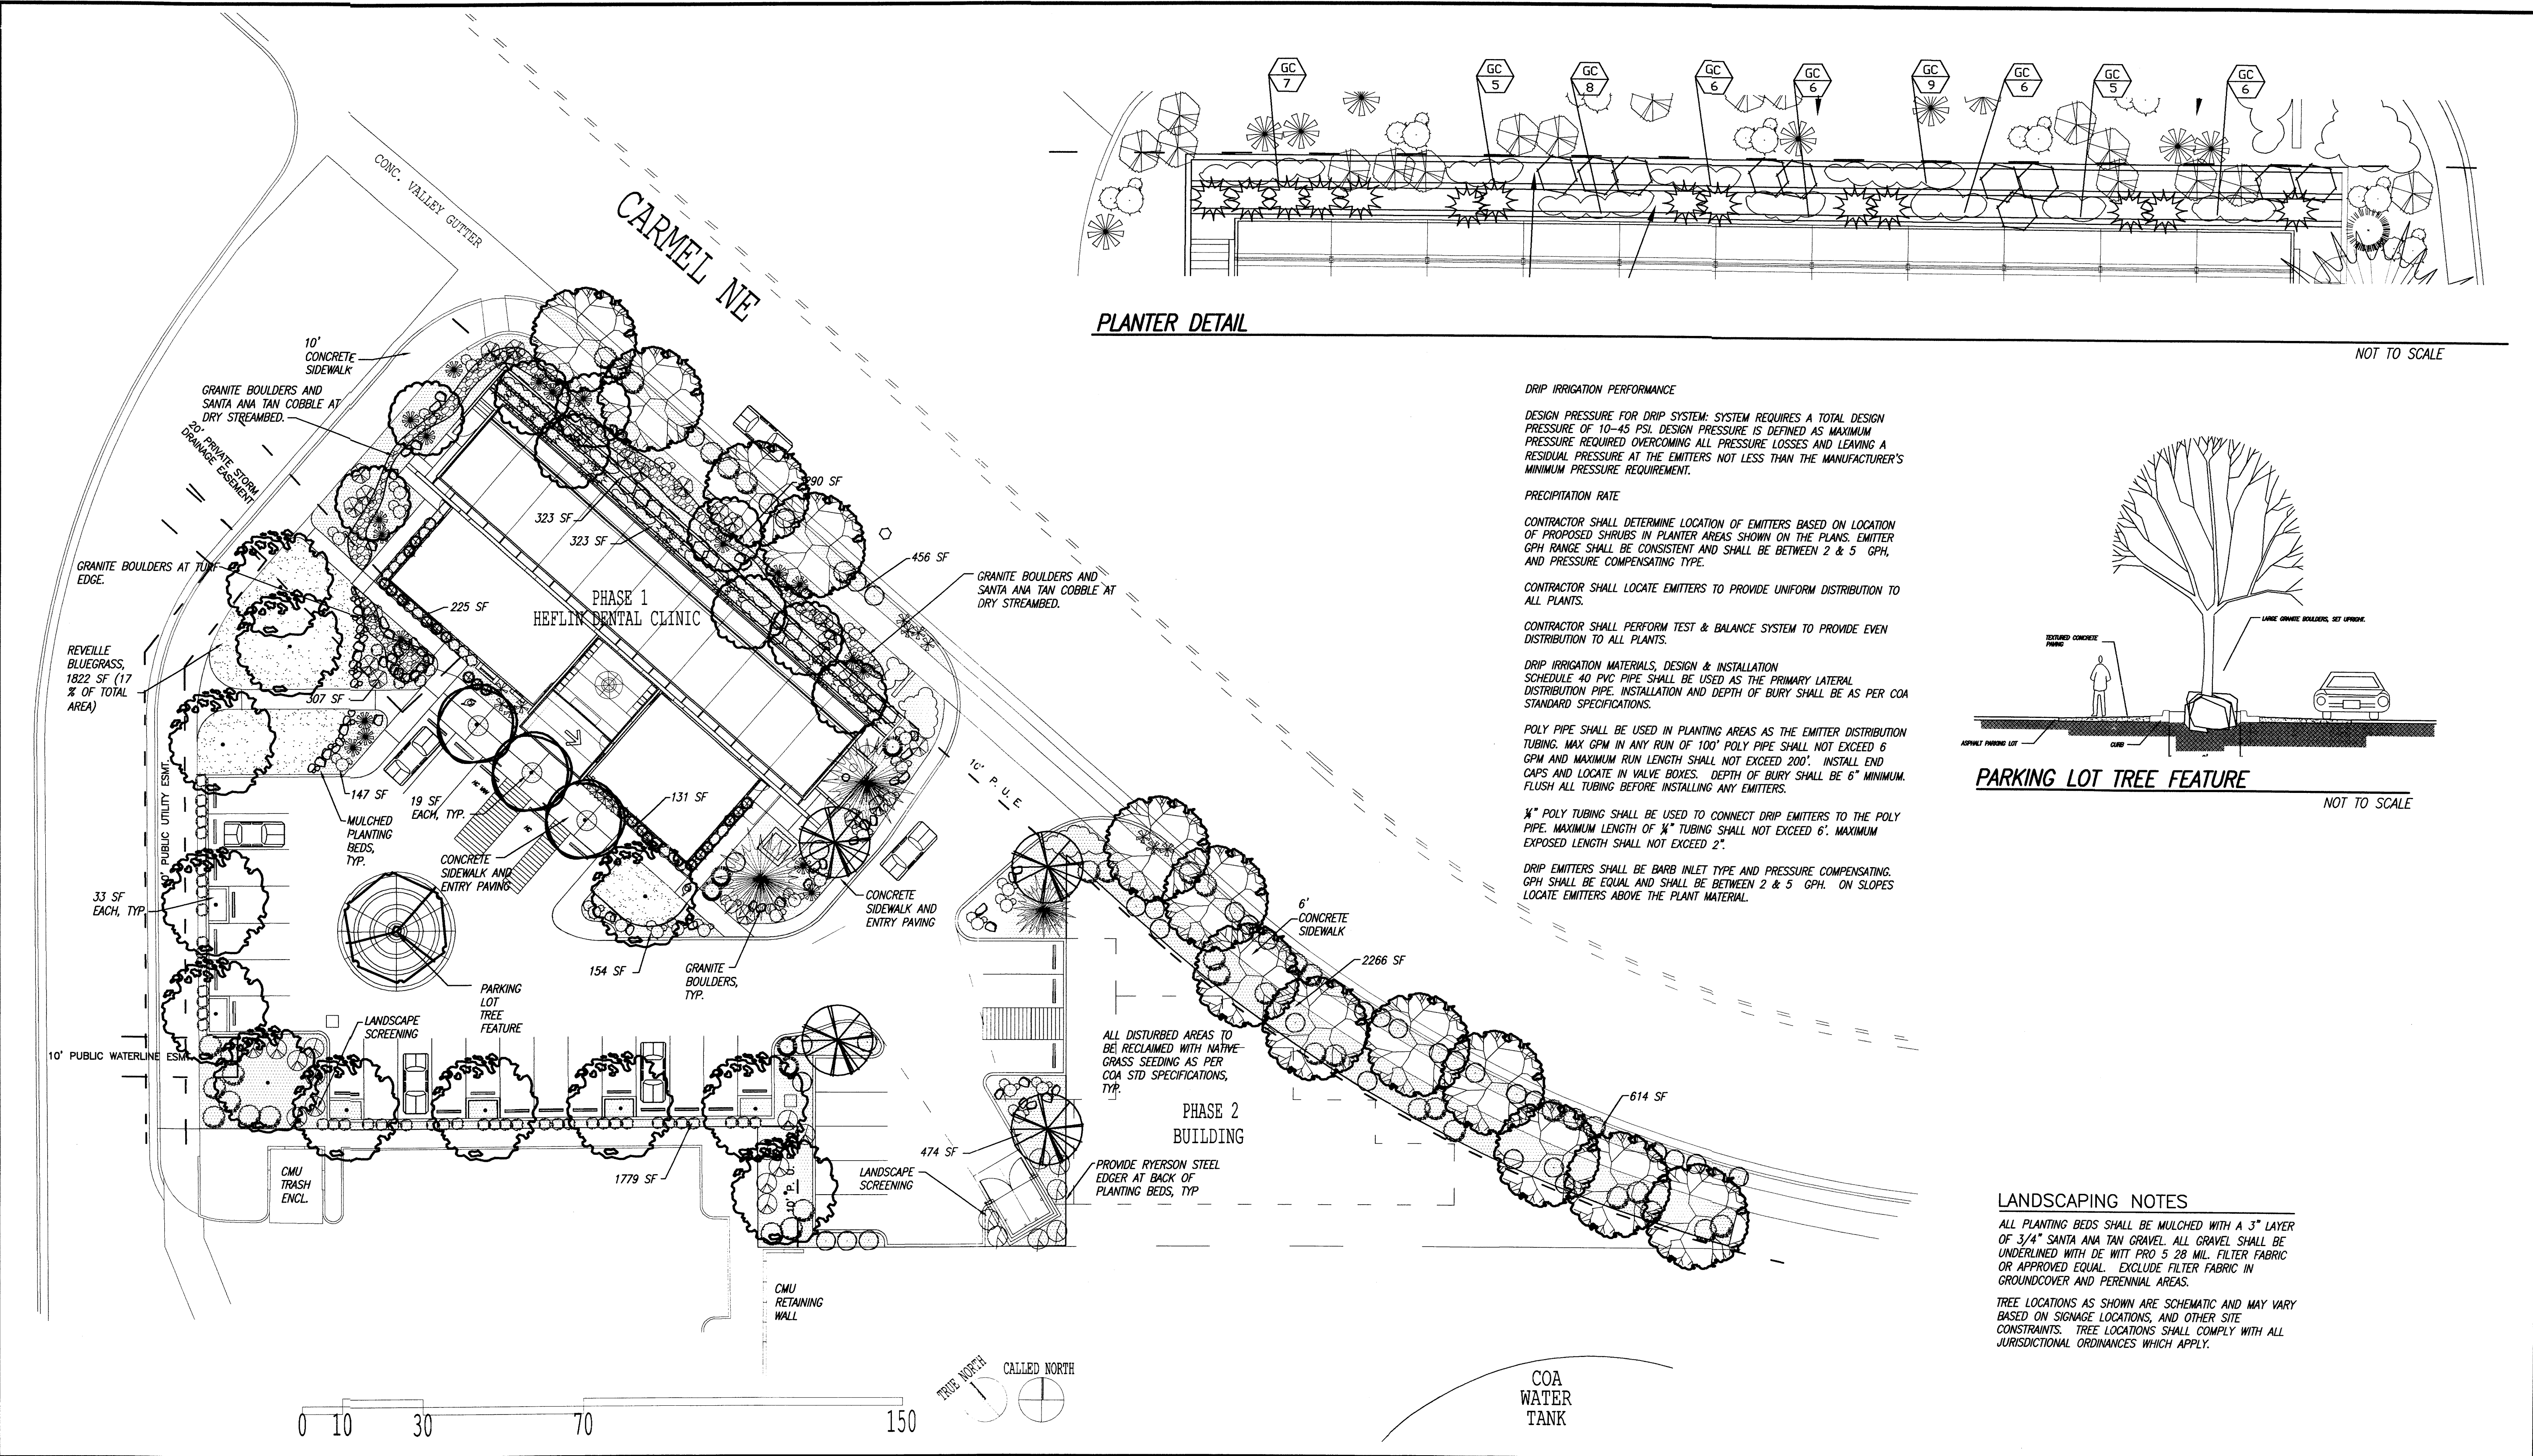 GC
7
GC
5
GC
8
GC
6
GC
6
GC
9
GC
6
GC
5
GC
6
PLANTER DETAIL
NOT TO SCALE
CONC. VALLEY GUTTER
CARMEL NE
10'
CONCRETE
SIDEWALK
GRANITE BOULDERS AND
SANTA ANA TAN COBBLE AT
DRY STREAMBED.
20' PRIVATE STORM
DRAINAGE EASEMENT
GRANITE BOULDERS AT TURF
EDGE.
225 SF
REVEILLE
BLUEGRASS,
1822 SF (17
% OF TOTAL
AREA)
307 SF
147 SF
MULCHED
PLANTING
BEDS,
TYP.
19 SF
EACH, TYP.
CONCRETE
SIDEWALK AND
ENTRY PAVING
131 SF
323 SF
323 SF
90 SF
456 SF
GRANITE BOULDERS AND
SANTA ANA TAN COBBLE AT
DRY STREAMBED.
PHASE 1
HEFLIN DENTAL CLINIC
10' P.U.E
PUBLIC UTILITY ESMT.
33 SF
EACH, TYP.
CONCRETE
SIDEWALK AND
ENTRY PAVING
154 SF
GRANITE
BOULDERS,
TYP.
PARKING
LOT
TREE
FEATURE
LANDSCAPE
SCREENING
10' PUBLIC WATERLINE ESMT.
CMU
TRASH
ENCL.
1779 SF
10' P.U.
LANDSCAPE
SCREENING
474 SF
CMU
RETAINING
WALL
6'
CONCRETE
SIDEWALK
2266 SF
614 SF
ALL DISTURBED AREAS TO
BE RECLAIMED WITH NATIVE
GRASS SEEDING AS PER
COA STD SPECIFICATIONS,
TYP.
PHASE 2
BUILDING
PROVIDE RYERSON STEEL
EDGER AT BACK OF
PLANTING BEDS, TYP
DRIP IRRIGATION PERFORMANCE
DESIGN PRESSURE FOR DRIP SYSTEM: SYSTEM REQUIRES A TOTAL DESIGN
PRESSURE OF 10-45 PSI. DESIGN PRESSURE IS DEFINED AS MAXIMUM
PRESSURE REQUIRED OVERCOMING ALL PRESSURE LOSSES AND LEAVING A
RESIDUAL PRESSURE AT THE EMITTERS NOT LESS THAN THE MANUFACTURER'S
MINIMUM PRESSURE REQUIREMENT.
PRECIPITATION RATE
CONTRACTOR SHALL DETERMINE LOCATION OF EMITTERS BASED ON LOCATION
OF PROPOSED SHRUBS IN PLANTER AREAS SHOWN ON THE PLANS. EMITTER
GPH RANGE SHALL BE CONSISTENT AND SHALL BE BETWEEN 2 & 5 GPH,
AND PRESSURE COMPENSATING TYPE.
CONTRACTOR SHALL LOCATE EMITTERS TO PROVIDE UNIFORM DISTRIBUTION TO
ALL PLANTS.
CONTRACTOR SHALL PERFORM TEST & BALANCE SYSTEM TO PROVIDE EVEN
DISTRIBUTION TO ALL PLANTS.
DRIP IRRIGATION MATERIALS, DESIGN & INSTALLATION
SCHEDULE 40 PVC PIPE SHALL BE USED AS THE PRIMARY LATERAL
DISTRIBUTION PIPE. INSTALLATION AND DEPTH OF BURY SHALL BE AS PER COA
STANDARD SPECIFICATIONS.
POLY PIPE SHALL BE USED IN PLANTING AREAS AS THE EMITTER DISTRIBUTION
TUBING. MAX GPM IN ANY RUN OF 100' POLY PIPE SHALL NOT EXCEED 6
GPM AND MAXIMUM RUN LENGTH SHALL NOT EXCEED 200'. INSTALL END
CAPS AND LOCATE IN VALVE BOXES. DEPTH OF BURY SHALL BE 6" MINIMUM.
FLUSH ALL TUBING BEFORE INSTALLING ANY EMITTERS.
¼" POLY TUBING SHALL BE USED TO CONNECT DRIP EMITTERS TO THE POLY
PIPE. MAXIMUM LENGTH OF ¼" TUBING SHALL NOT EXCEED 6'. MAXIMUM
EXPOSED LENGTH SHALL NOT EXCEED 2".
DRIP EMITTERS SHALL BE BARB INLET TYPE AND PRESSURE COMPENSATING.
GPH SHALL BE EQUAL AND SHALL BE BETWEEN 2 & 5 GPH. ON SLOPES
LOCATE EMITTERS ABOVE THE PLANT MATERIAL.
TEXTURED CONCRETE
PAVING
LARGE GRANITE BOULDERS, SET UPRIGHT.
ASPHALT PARKING LOT
CURB
PARKING LOT TREE FEATURE
NOT TO SCALE
LANDSCAPING NOTES
ALL PLANTING BEDS SHALL BE MULCHED WITH A 3" LAYER
OF 3/4" SANTA ANA TAN GRAVEL. ALL GRAVEL SHALL BE
UNDERLINED WITH DE WITT PRO 5 28 MIL. FILTER FABRIC
OR APPROVED EQUAL. EXCLUDE FILTER FABRIC IN
GROUNDCOVER AND PERENNIAL AREAS.
TREE LOCATIONS AS SHOWN ARE SCHEMATIC AND MAY VARY
BASED ON SIGNAGE LOCATIONS, AND OTHER SITE
CONSTRAINTS. TREE LOCATIONS SHALL COMPLY WITH ALL
JURISDICTIONAL ORDINANCES WHICH APPLY.
TRUE NORTH
CALLED NORTH
0 10 30 70 150
COA
WATER
TANK